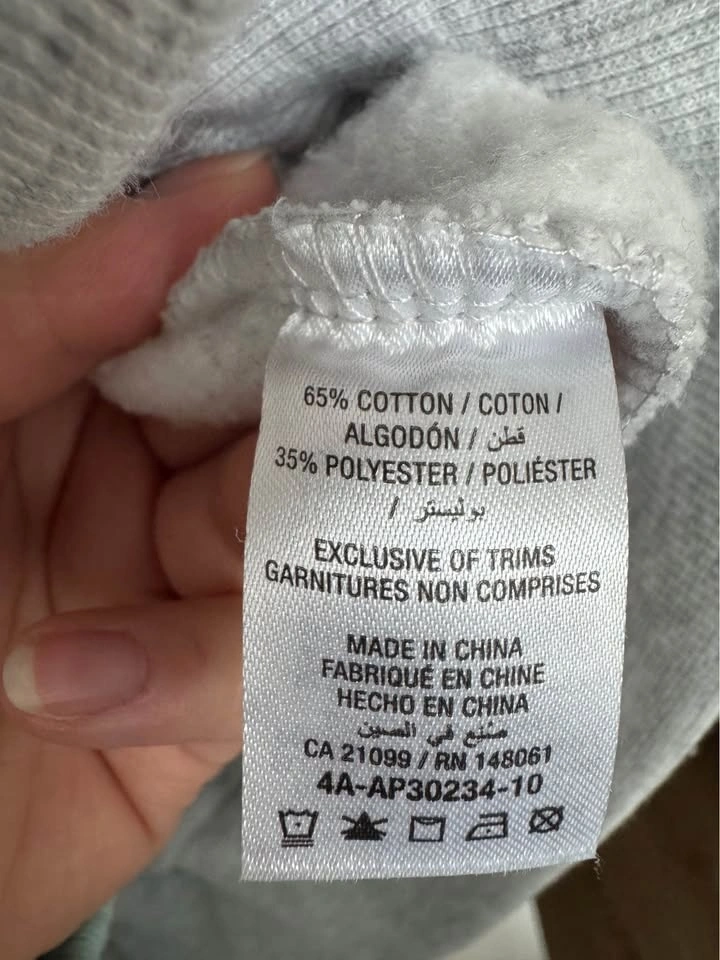 65% COTTON / COTON /
ALGODÓN / قطن
35% POLYESTER / POLIÉSTER
/ بوليستر
EXCLUSIVE OF TRIMS
GARNITURES NON COMPRISES
MADE IN CHINA
FABRIQUÉ EN CHINE
HECHO EN CHINA
صُنع في الصين
CA 21099 / RN 148061
4A-AP30234-10